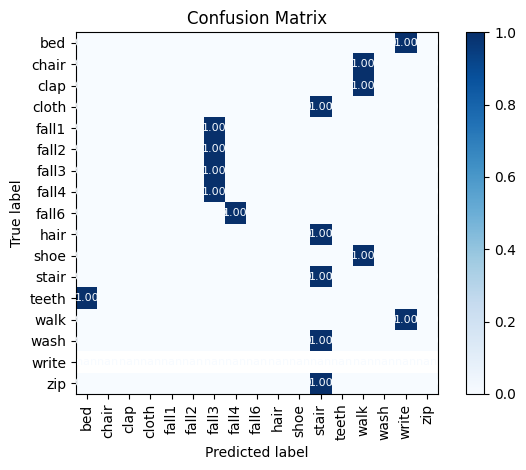 Confusion Matrix
bed 1.00
chair 1.00
clap 1.00
cloth 1.00
fall1 1.00
fall2 1.00
fall3 1.00
fall4 1.00
fall6 1.00
hair 1.00
shoe 1.00
stair 1.00
teeth 1.00
walk 1.00
wash 1.00
write
zip 1.00
True label
bed chair clap cloth fall1 fall2 fall3 fall4 fall6 hair shoe stair teeth walk wash write zip
Predicted label
1.0
0.8
0.6
0.4
0.2
0.0